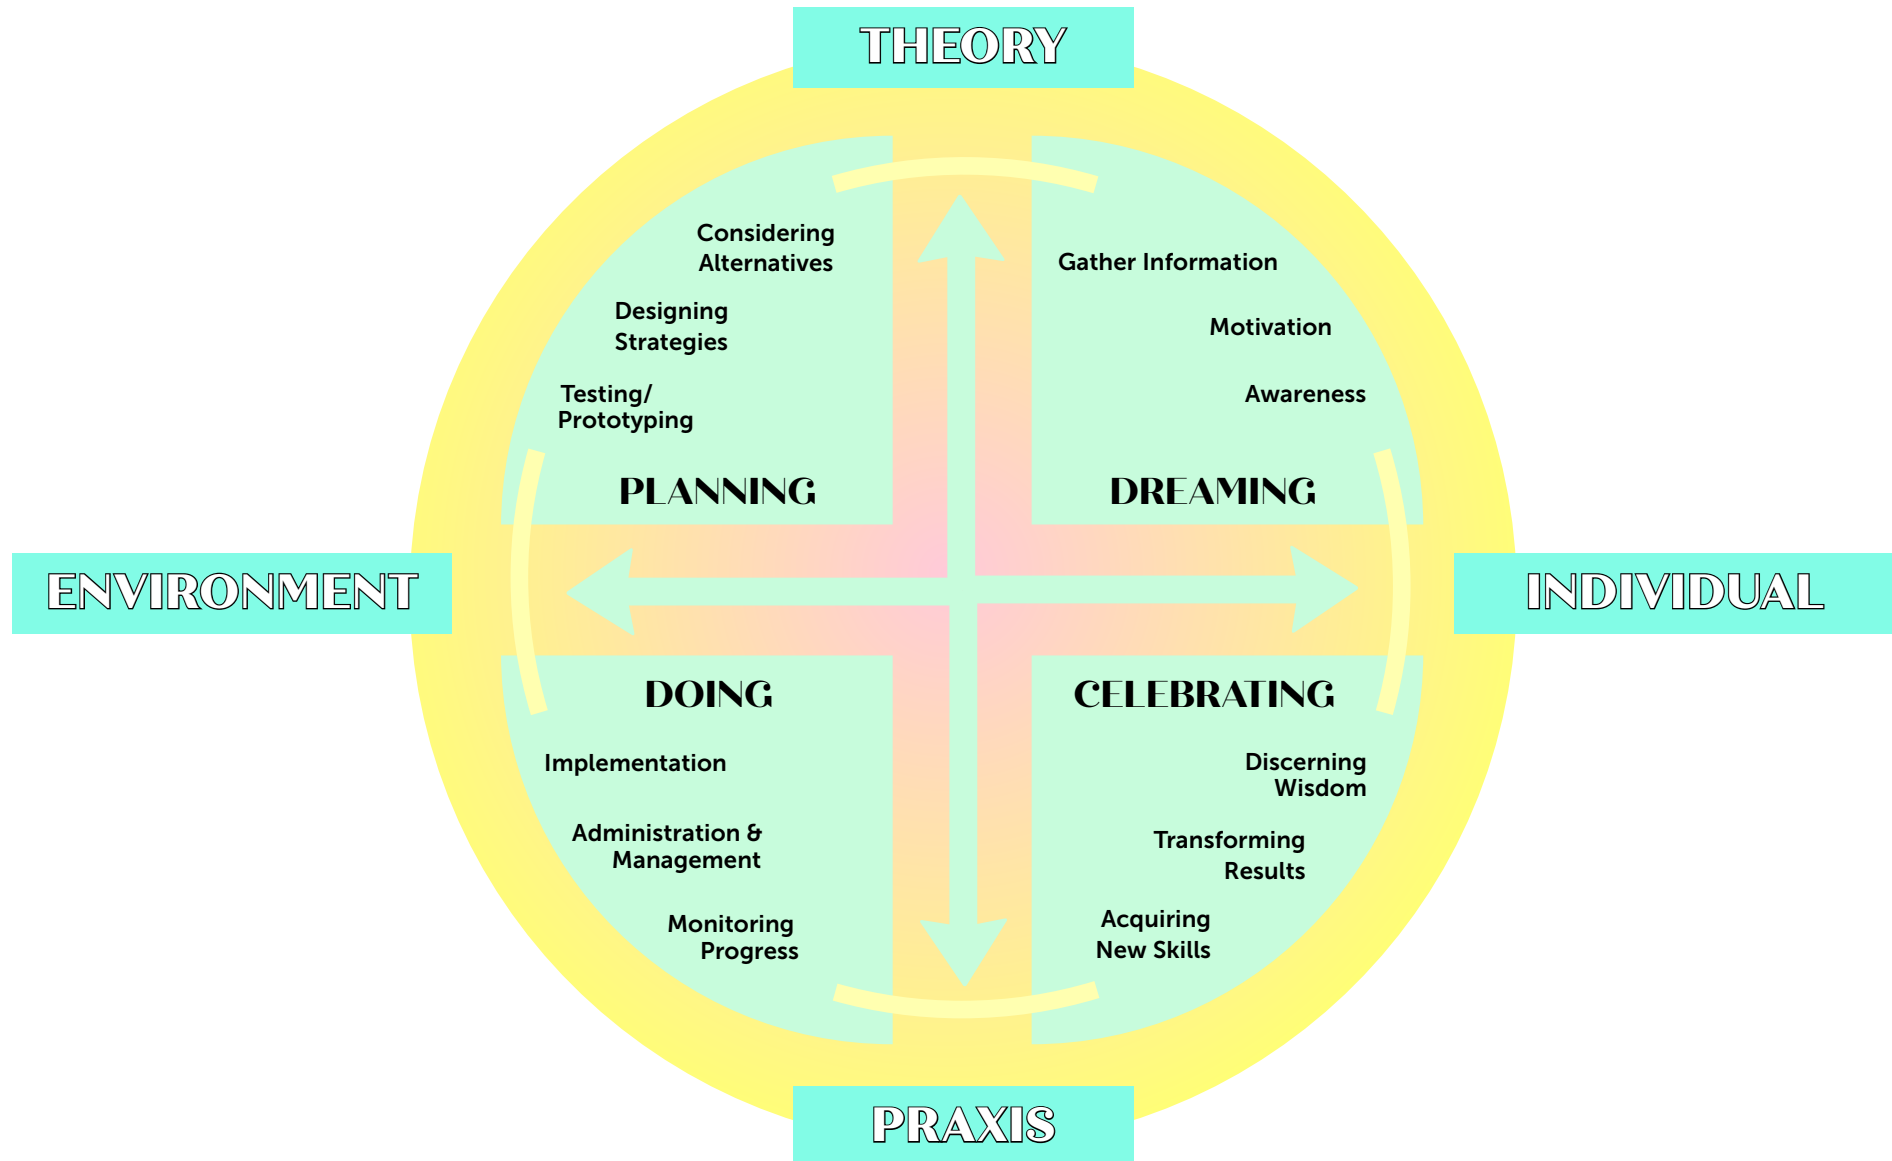 THEORY
Considering
Alternatives
Designing
Strategies
Testing/
Prototyping
PLANNING
Gather Information
Motivation
Awareness
DREAMING
ENVIRONMENT
INDIVIDUAL
DOING
Implementation
Administration &
Management
Monitoring
Progress
CELEBRATING
Discerning
Wisdom
Transforming
Results
Acquiring
New Skills
PRAXIS